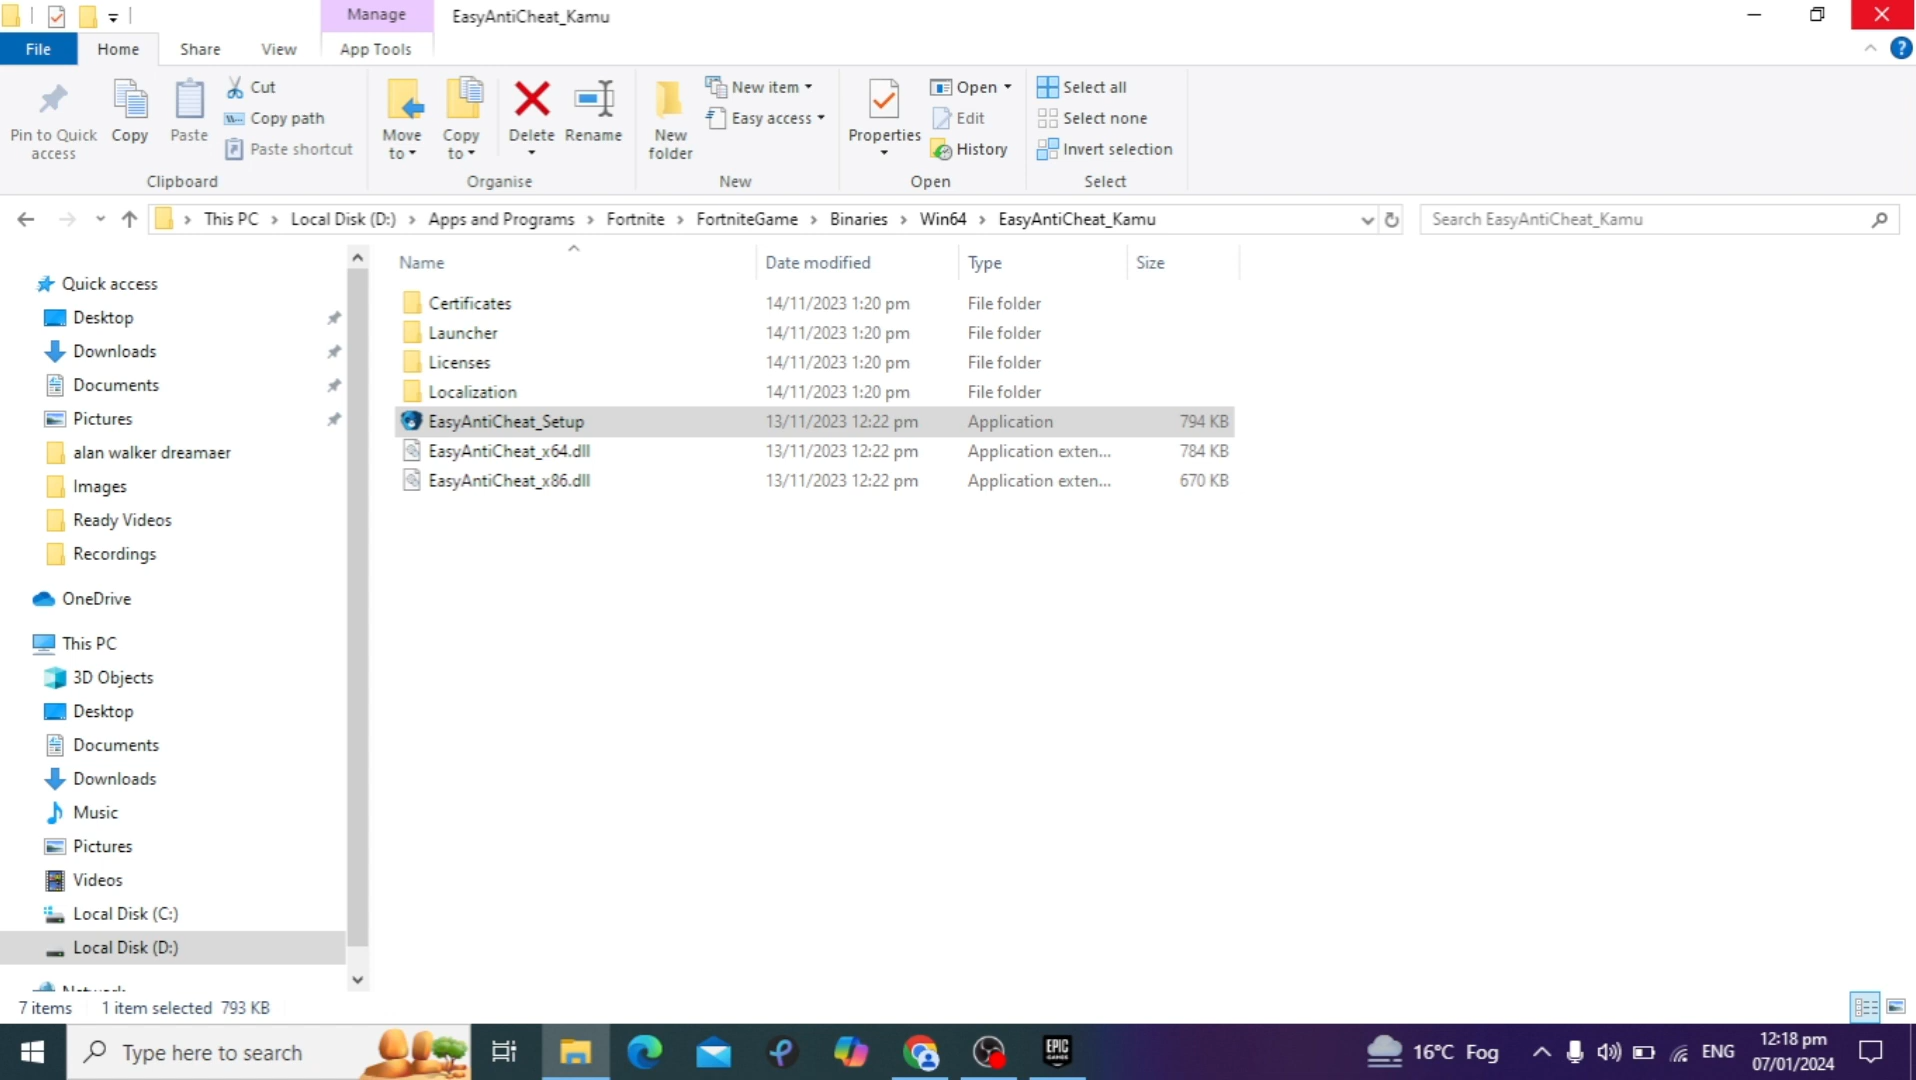 Manage
EasyAntiCheat_Kamu
File
Home
Share
View
App Tools
Pin to Quick access
Copy
Paste
Cut
Copy path
Paste shortcut
Clipboard
Move to
Copy to
Delete
Rename
Organise
New folder
New item
Easy access
New
Properties
Open
Edit
History
Open
Select all
Select none
Invert selection
Select
This PC > Local Disk (D:) > Apps and Programs > Fortnite > FortniteGame > Binaries > Win64 > EasyAntiCheat_Kamu
Search EasyAntiCheat_Kamu
Name Date modified Type Size
Certificates 14/11/2023 1:20 pm File folder
Launcher 14/11/2023 1:20 pm File folder
Licenses 14/11/2023 1:20 pm File folder
Localization 14/11/2023 1:20 pm File folder
EasyAntiCheat_Setup 13/11/2023 12:22 pm Application 794 KB
EasyAntiCheat_x64.dll 13/11/2023 12:22 pm Application exten... 784 KB
EasyAntiCheat_x86.dll 13/11/2023 12:22 pm Application exten... 670 KB
Quick access
Desktop
Downloads
Documents
Pictures
alan walker dreamaer
Images
Ready Videos
Recordings
OneDrive
This PC
3D Objects
Desktop
Documents
Downloads
Music
Pictures
Videos
Local Disk (C:)
Local Disk (D:)
7 items 1 item selected 793 KB
Type here to search
EPIC
GAMES
16°C Fog
ENG
12:18 pm
07/01/2024